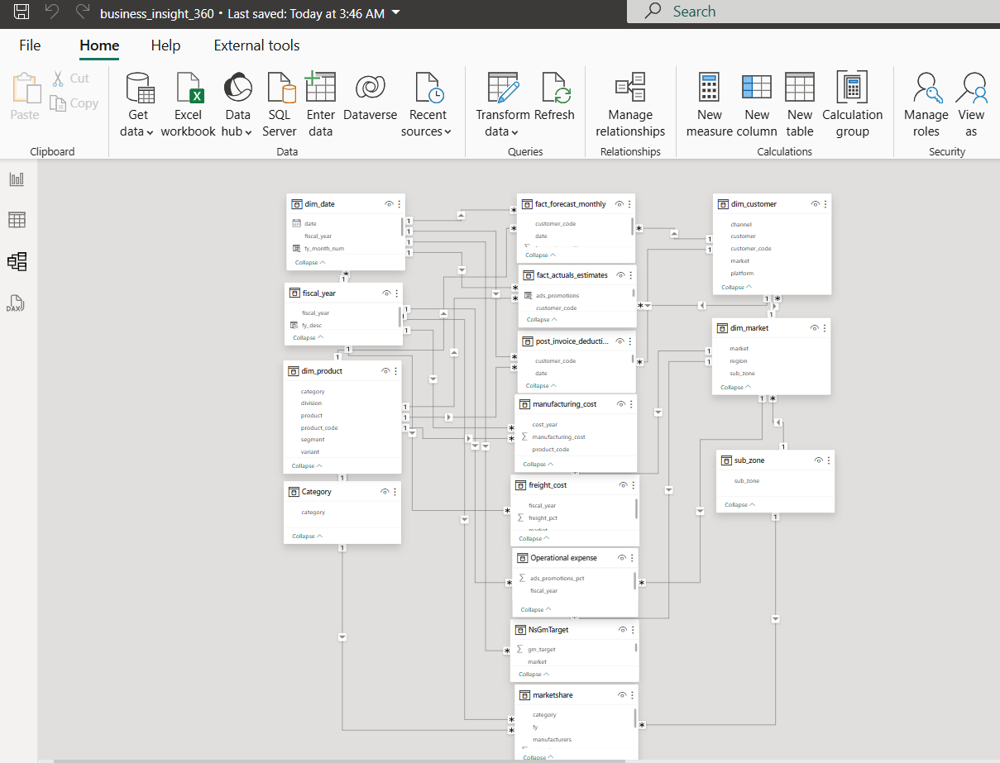 business_insight_360 • Last saved: Today at 3:46 AM
Search
File Home Help External tools
Paste
Cut
Copy
Get data
Excel workbook
Data hub
SQL Server
Enter data
Dataverse
Recent sources
Transform data
Refresh
Manage relationships
New measure
New column
New table
Calculation group
Manage roles
View as
Clipboard
Data
Queries
Relationships
Calculations
Security
DAX
dim_date
date
fiscal_year
fy_month_num
Collapse
fiscal_year
fiscal_year
fy_desc
Collapse
dim_product
category
division
product
product_code
segment
variant
Collapse
Category
category
Collapse
fact_forecast_monthly
customer_code
date
Collapse
fact_actuals_estimates
ads_promotions
customer_code
Collapse
post_invoice_deducti...
customer_code
date
Collapse
manufacturing_cost
cost_year
manufacturing_cost
product_code
Collapse
freight_cost
fiscal_year
freight_pct
market
Collapse
Operational expense
ads_promotions_pct
fiscal_year
Collapse
NsGmTarget
gm_target
market
Collapse
marketshare
category
fy
manufacturers
Collapse
dim_customer
channel
customer
customer_code
market
platform
Collapse
dim_market
market
region
sub_zone
Collapse
sub_zone
sub_zone
Collapse